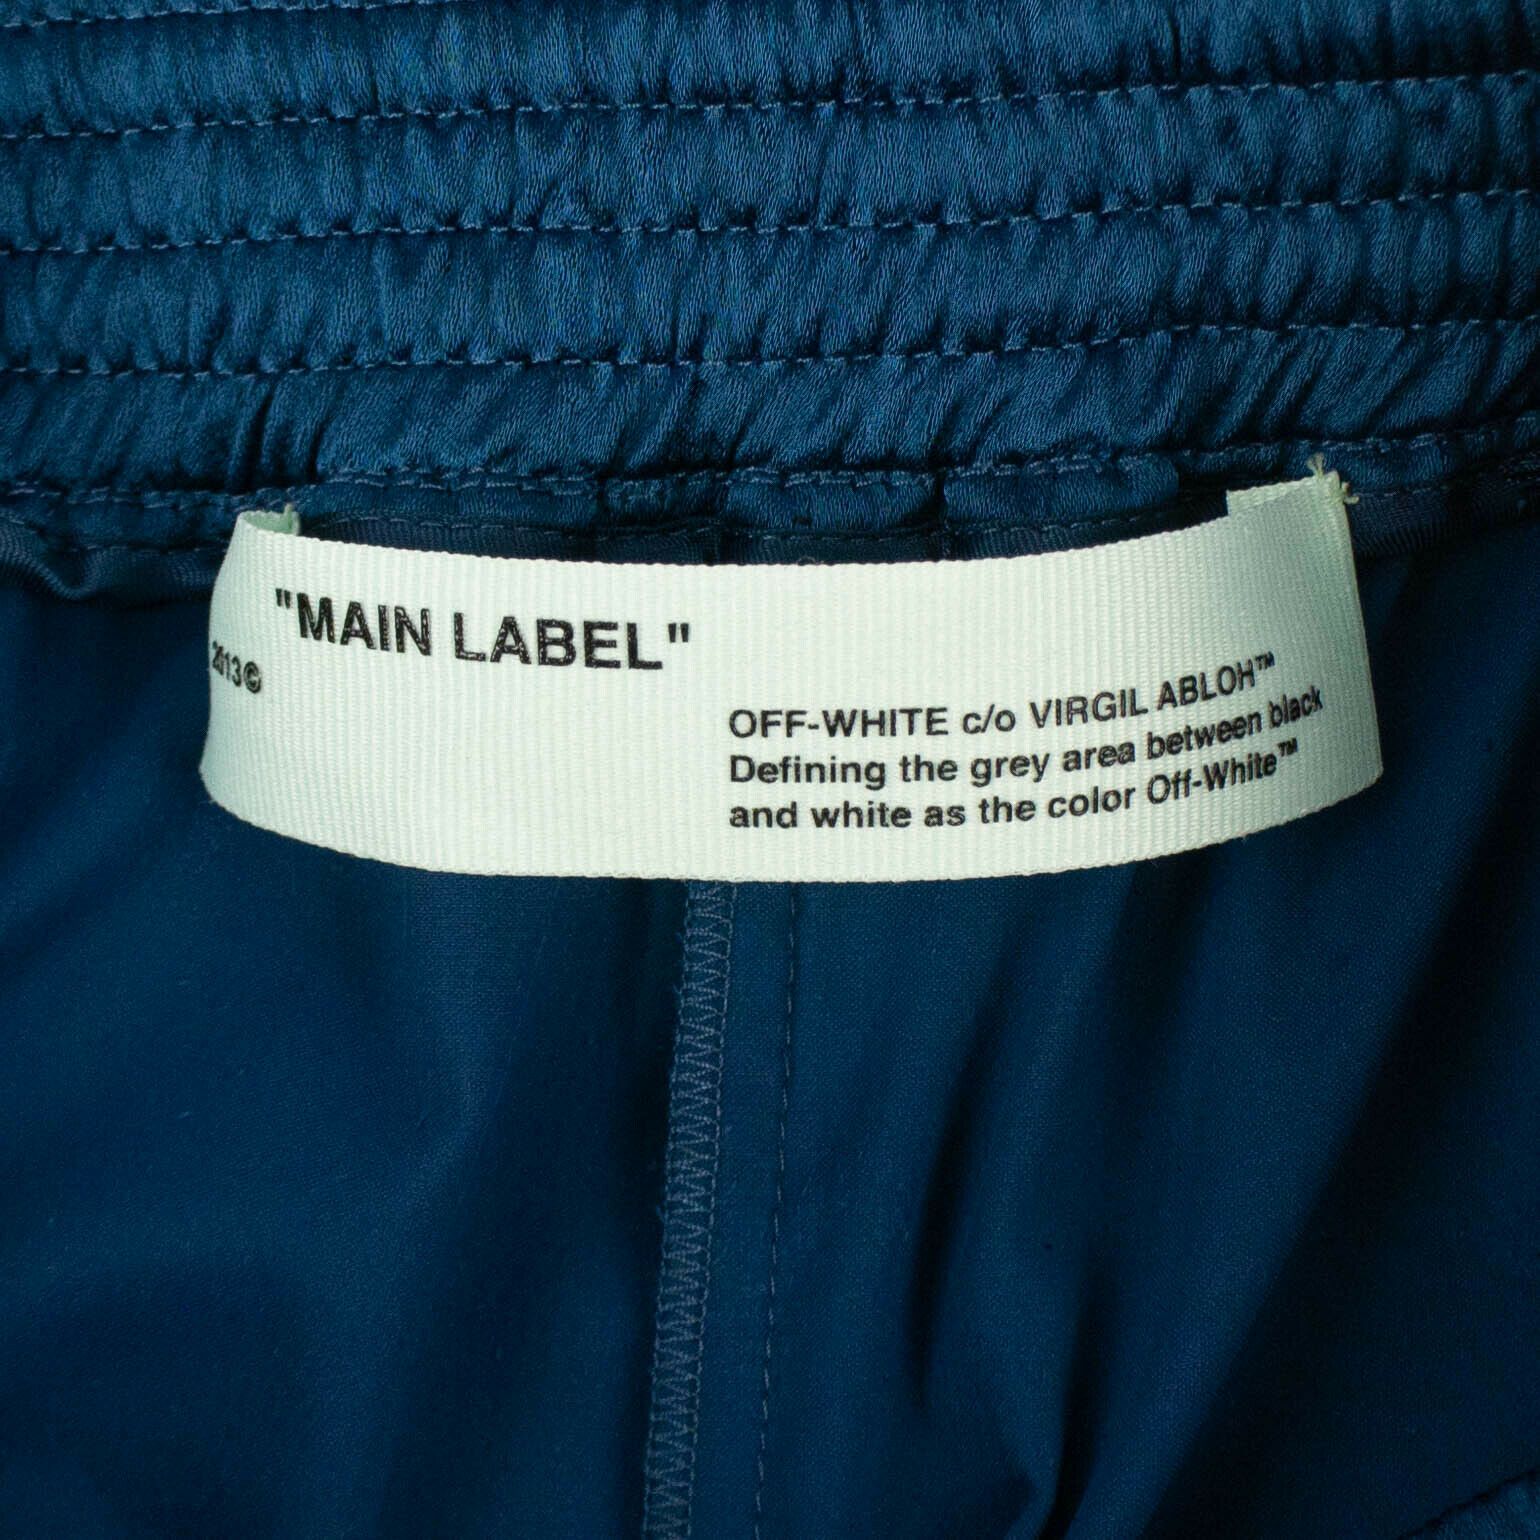 "MAIN LABEL"
2013©
OFF-WHITE c/o VIRGIL ABLOH™
Defining the grey area between black
and white as the color Off-White™